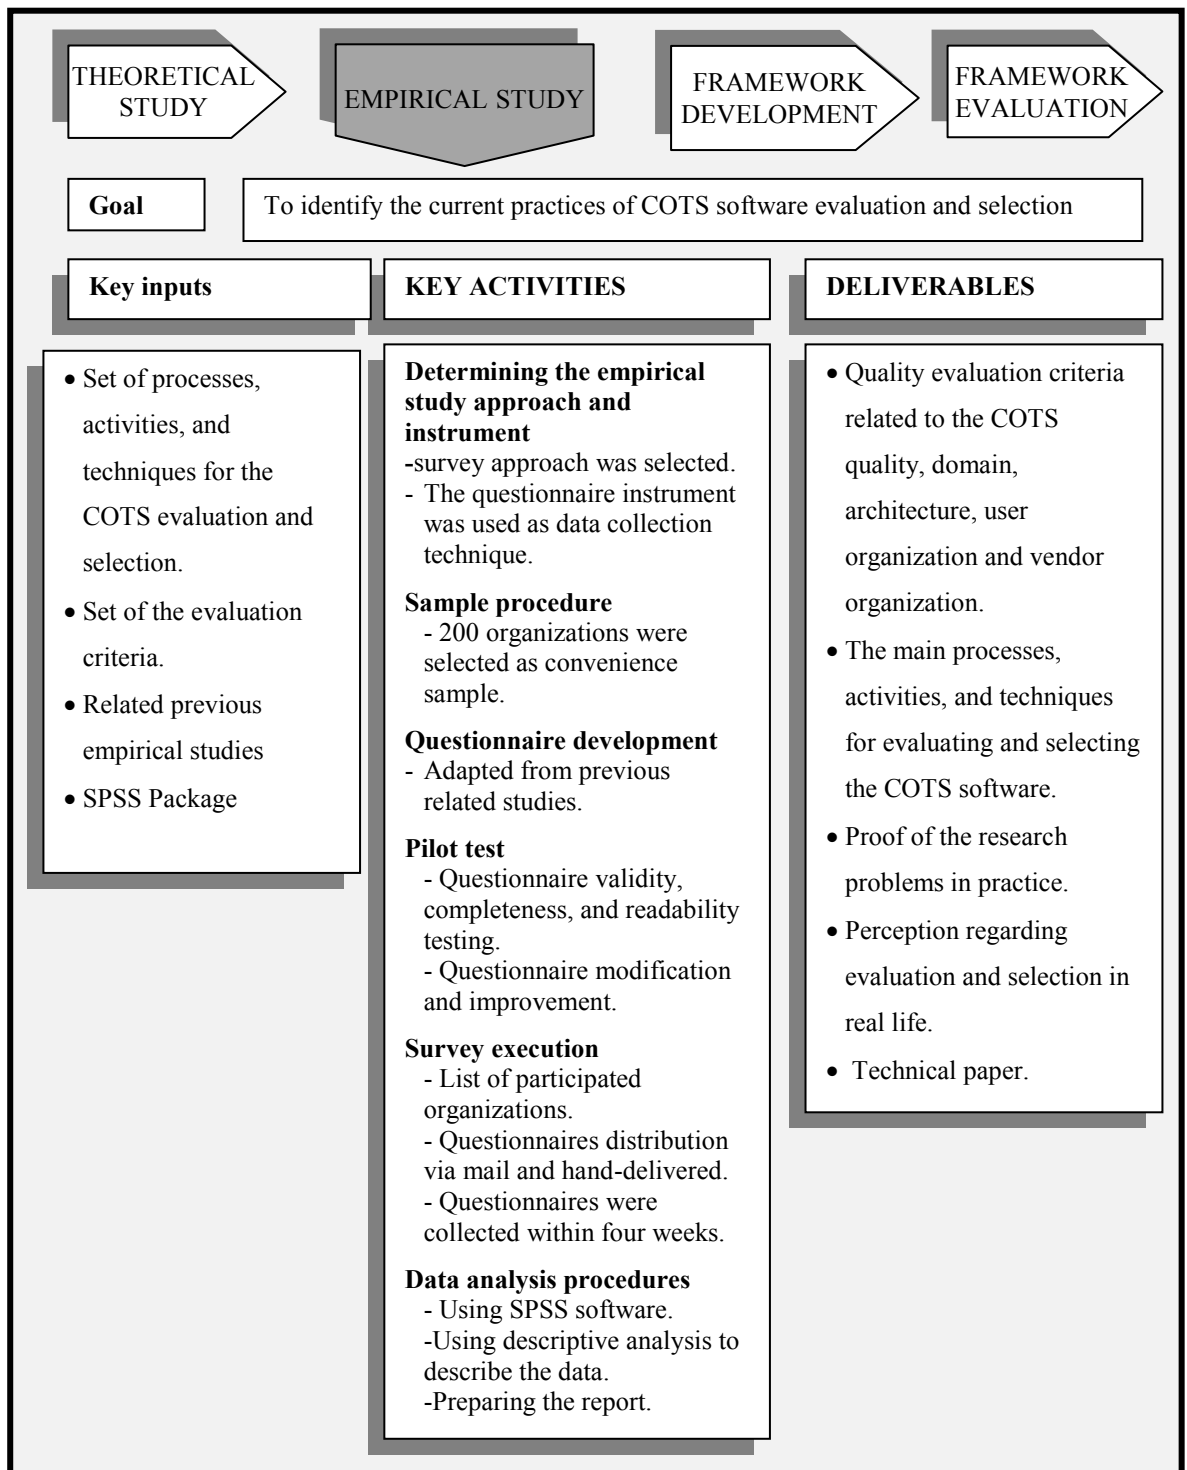 THEORETICAL
STUDY
EMPIRICAL STUDY
FRAMEWORK
DEVELOPMENT
FRAMEWORK
EVALUATION
Goal
To identify the current practices of COTS software evaluation and selection
Key inputs
• Set of processes,
activities, and
techniques for the
COTS evaluation and
selection.
• Set of the evaluation
criteria.
• Related previous
empirical studies
• SPSS Package
KEY ACTIVITIES
Determining the empirical
study approach and
instrument
-survey approach was selected.
- The questionnaire instrument
was used as data collection
technique.
Sample procedure
- 200 organizations were
selected as convenience
sample.
Questionnaire development
- Adapted from previous
related studies.
Pilot test
- Questionnaire validity,
completeness, and readability
testing.
- Questionnaire modification
and improvement.
Survey execution
- List of participated
organizations.
- Questionnaires distribution
via mail and hand-delivered.
- Questionnaires were
collected within four weeks.
Data analysis procedures
- Using SPSS software.
-Using descriptive analysis to
describe the data.
-Preparing the report.
DELIVERABLES
• Quality evaluation criteria
related to the COTS
quality, domain,
architecture, user
organization and vendor
organization.
• The main processes,
activities, and techniques
for evaluating and selecting
the COTS software.
• Proof of the research
problems in practice.
• Perception regarding
evaluation and selection in
real life.
• Technical paper.